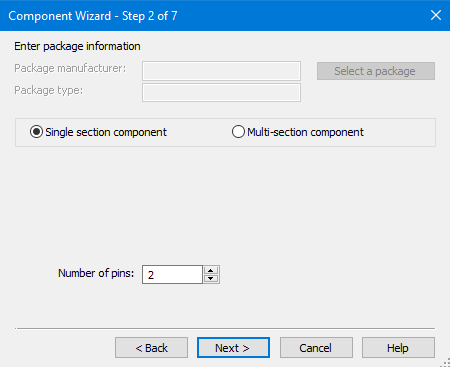 Component Wizard - Step 2 of 7
Enter package information
Package manufacturer:
Select a package
Package type:
Single section component
Multi-section component
Number of pins: 2
< Back
Next >
Cancel
Help